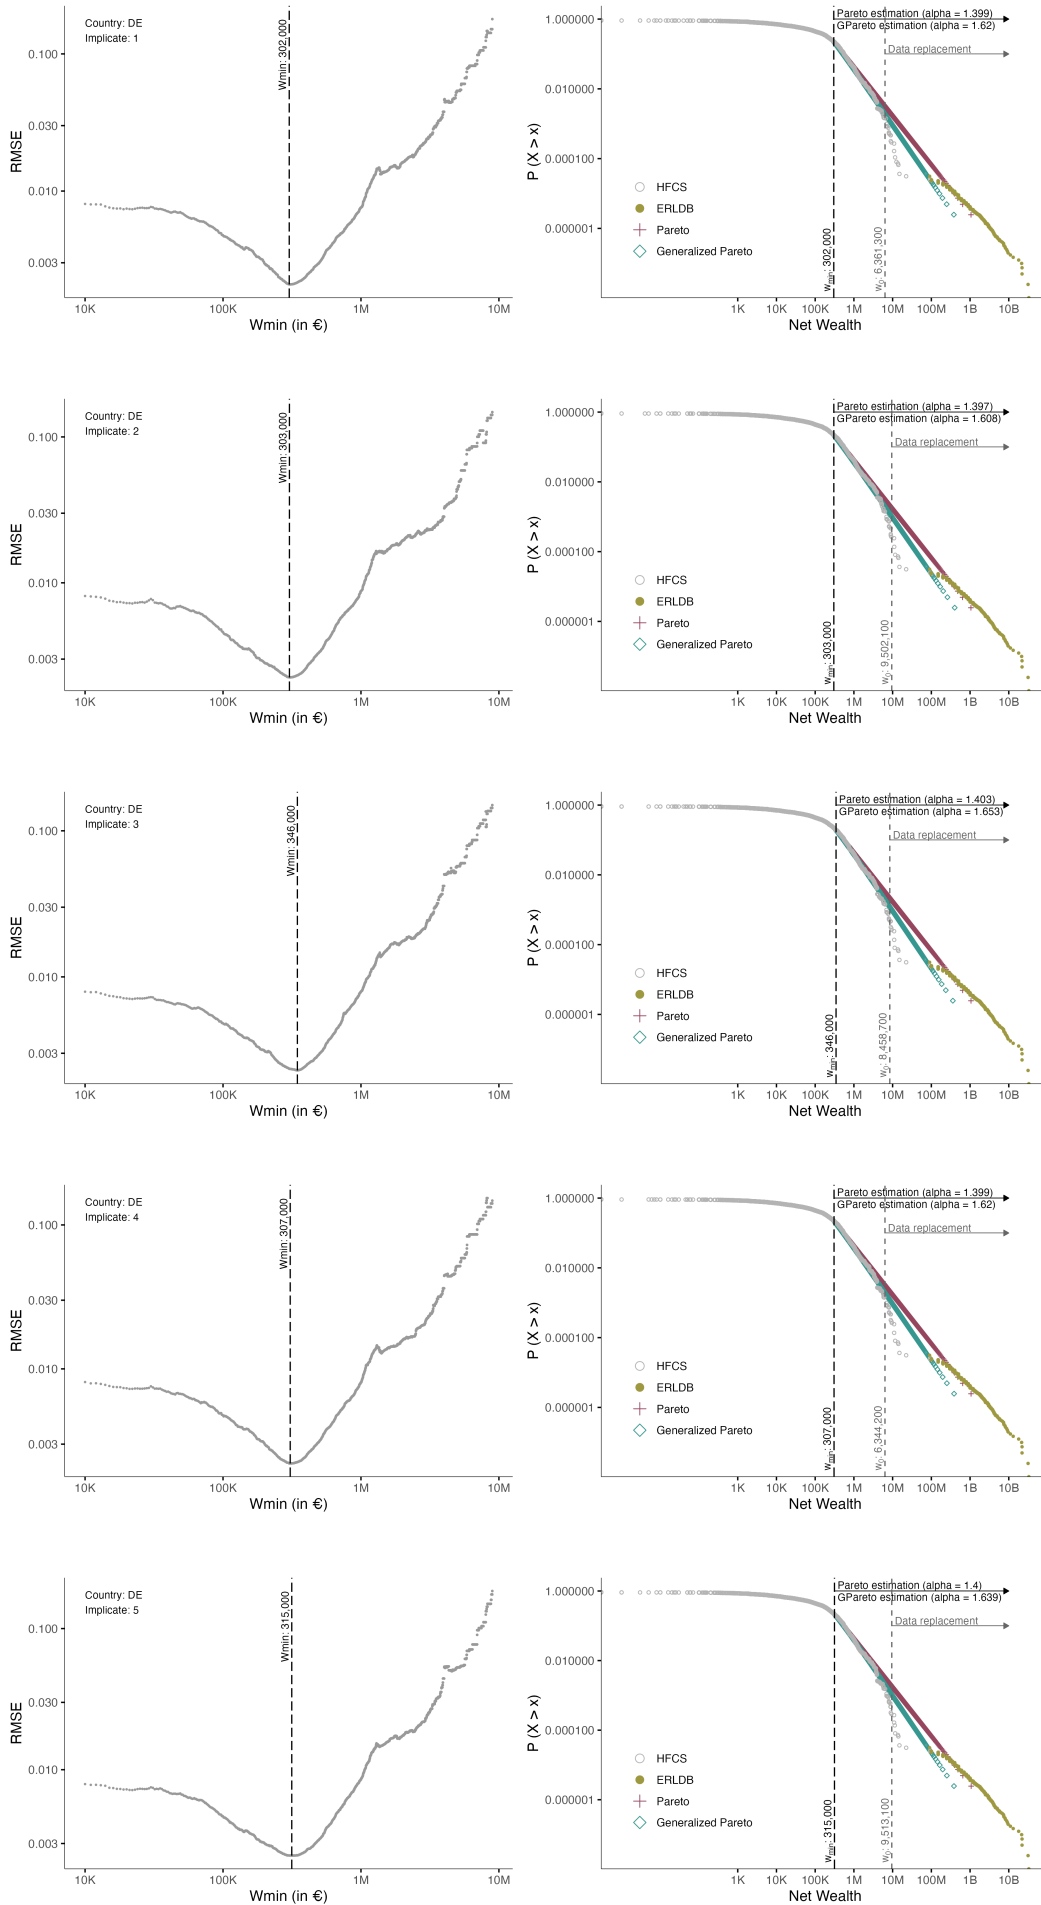 Country: DE
Implicate: 1
Wmin: 302,000
0.100
0.030
0.010
0.003
RMSE
10K
100K
1M
10M
Wmin (in €)
Pareto estimation (alpha = 1.399)
GPareto estimation (alpha = 1.62)
Data replacement
1.000000
0.010000
0.000100
0.000001
P (X > x)
HFCS
ERLDB
Pareto
Generalized Pareto
wmin: 302,000
w0: 6,361,300
1K
10K
100K
1M
10M
100M
1B
10B
Net Wealth
Country: DE
Implicate: 2
Wmin: 303,000
0.100
0.030
0.010
0.003
RMSE
10K
100K
1M
10M
Wmin (in €)
Pareto estimation (alpha = 1.397)
GPareto estimation (alpha = 1.608)
Data replacement
1.000000
0.010000
0.000100
0.000001
P (X > x)
HFCS
ERLDB
Pareto
Generalized Pareto
wmin: 303,000
w0: 9,502,100
1K
10K
100K
1M
10M
100M
1B
10B
Net Wealth
Country: DE
Implicate: 3
Wmin: 346,000
0.100
0.030
0.010
0.003
RMSE
10K
100K
1M
10M
Wmin (in €)
Pareto estimation (alpha = 1.403)
GPareto estimation (alpha = 1.653)
Data replacement
1.000000
0.010000
0.000100
0.000001
P (X > x)
HFCS
ERLDB
Pareto
Generalized Pareto
wmin: 346,000
w0: 8,458,700
1K
10K
100K
1M
10M
100M
1B
10B
Net Wealth
Country: DE
Implicate: 4
Wmin: 307,000
0.100
0.030
0.010
0.003
RMSE
10K
100K
1M
10M
Wmin (in €)
Pareto estimation (alpha = 1.399)
GPareto estimation (alpha = 1.62)
Data replacement
1.000000
0.010000
0.000100
0.000001
P (X > x)
HFCS
ERLDB
Pareto
Generalized Pareto
wmin: 307,000
w0: 6,344,200
1K
10K
100K
1M
10M
100M
1B
10B
Net Wealth
Country: DE
Implicate: 5
Wmin: 315,000
0.100
0.030
0.010
0.003
RMSE
10K
100K
1M
10M
Wmin (in €)
Pareto estimation (alpha = 1.4)
GPareto estimation (alpha = 1.639)
Data replacement
1.000000
0.010000
0.000100
0.000001
P (X > x)
HFCS
ERLDB
Pareto
Generalized Pareto
wmin: 315,000
w0: 9,513,100
1K
10K
100K
1M
10M
100M
1B
10B
Net Wealth